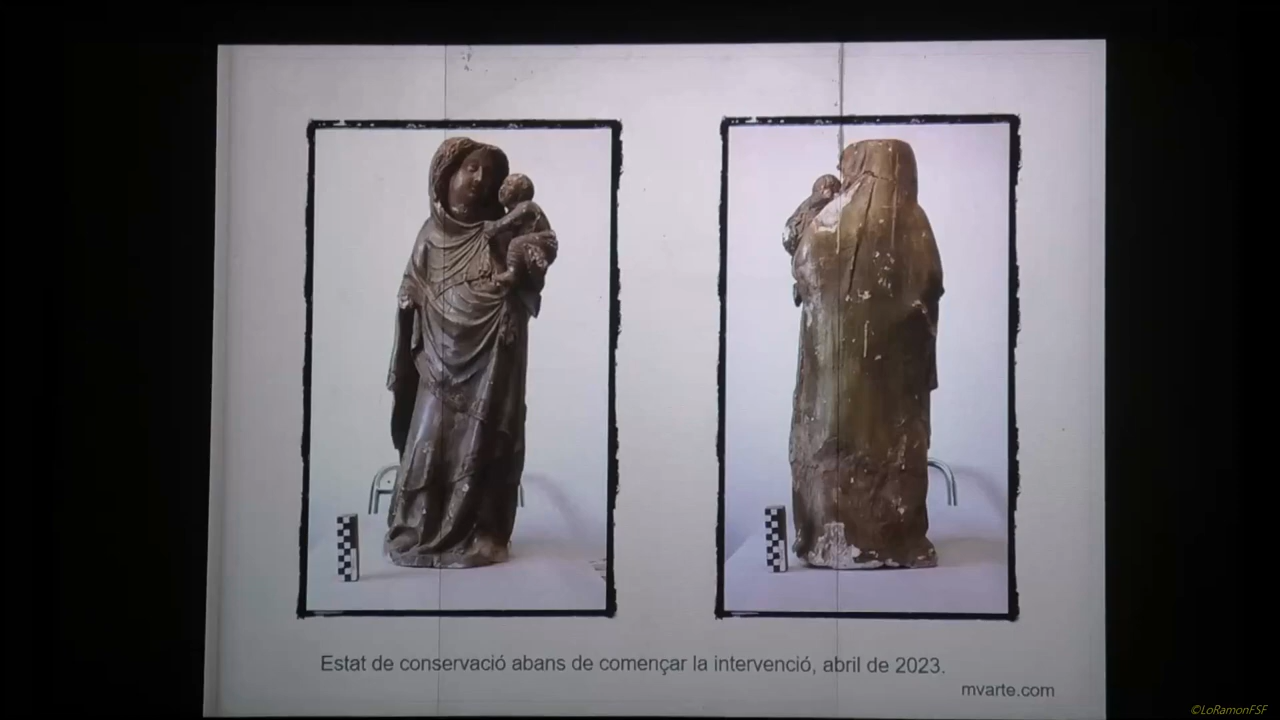 Estat de conservació abans de començar la intervenció, abril de 2023.
mvarte.com
©LoRamonFSF